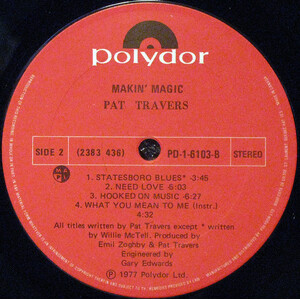 polydor
MAKIN' MAGIC
PAT TRAVERS
SIDE 2 (2383 436) PD-1-6103-B STEREO
1. STATESBORO BLUES* -3:45
2. NEED LOVE -6:03
3. HOOKED ON MUSIC -6:27
4. WHAT YOU MEAN TO ME (Instr.)
4:32
All titles written by Pat Travers except * written
by Willie McTell. Produced by
Emil Zoghby & Pat Travers
Engineered by
Gary Edwards
℗ 1977 Polydor Ltd.